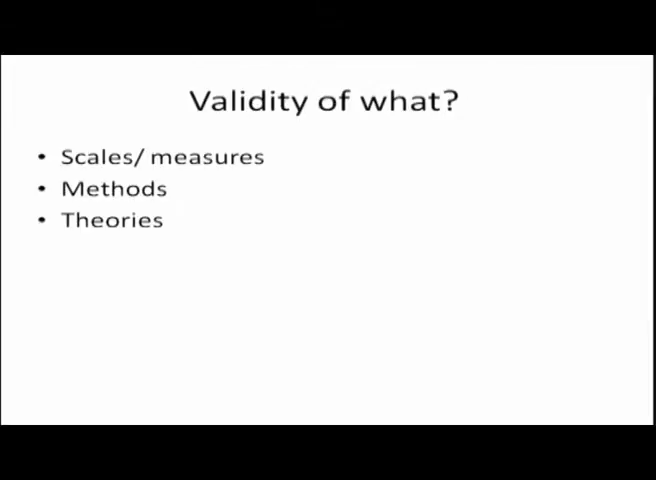 Validity of what?
• Scales/ measures
• Methods
• Theories